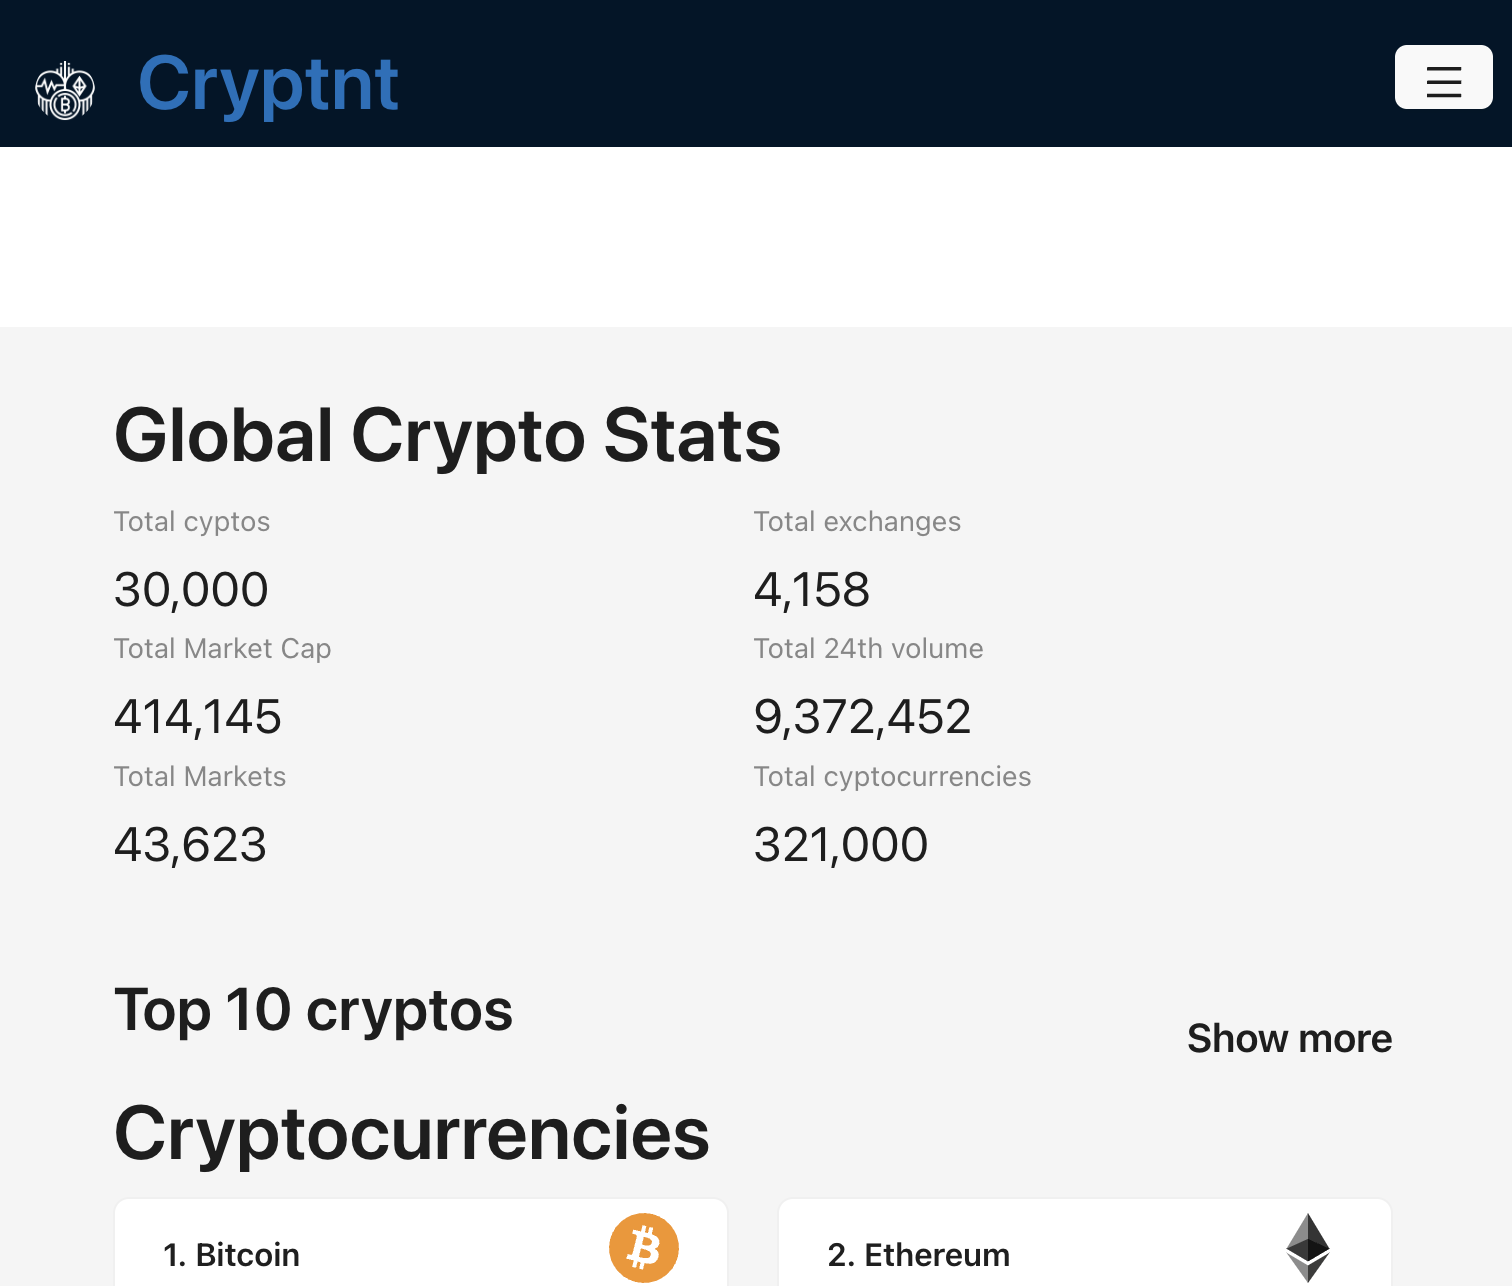 Cryptnt
Global Crypto Stats
Total cyptos
Total exchanges
30,000
4,158
Total Market Cap
Total 24th volume
414,145
9,372,452
Total Markets
Total cyptocurrencies
43,623
321,000
Top 10 cryptos
Show more
Cryptocurrencies
1. Bitcoin
2. Ethereum